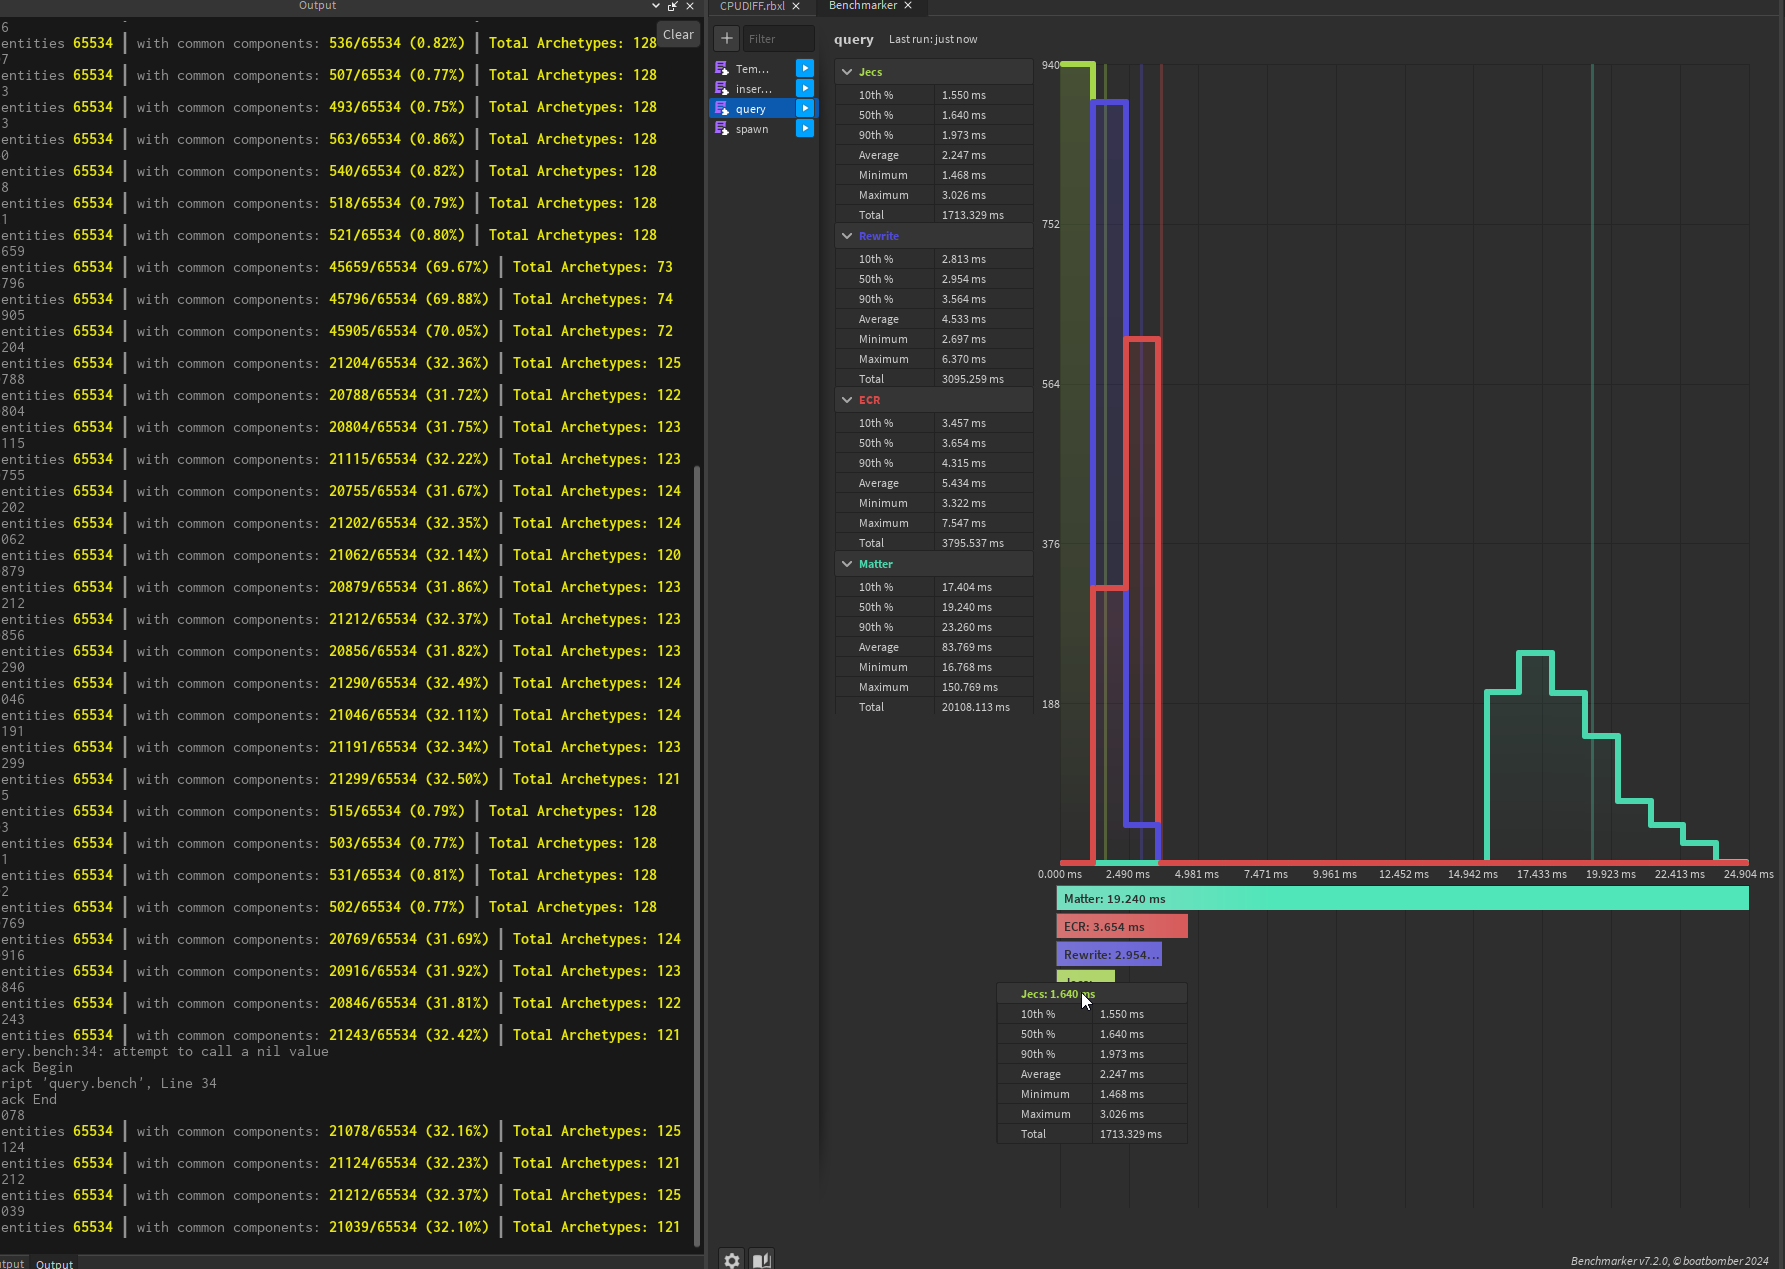 Output
Clear
6
entities 65534 | with common components: 536/65534 (0.82%) | Total Archetypes: 128
7
entities 65534 | with common components: 507/65534 (0.77%) | Total Archetypes: 128
3
entities 65534 | with common components: 493/65534 (0.75%) | Total Archetypes: 128
3
entities 65534 | with common components: 563/65534 (0.86%) | Total Archetypes: 128
0
entities 65534 | with common components: 540/65534 (0.82%) | Total Archetypes: 128
8
entities 65534 | with common components: 518/65534 (0.79%) | Total Archetypes: 128
1
entities 65534 | with common components: 521/65534 (0.80%) | Total Archetypes: 128
659
entities 65534 | with common components: 45659/65534 (69.67%) | Total Archetypes: 73
796
entities 65534 | with common components: 45796/65534 (69.88%) | Total Archetypes: 74
905
entities 65534 | with common components: 45905/65534 (70.05%) | Total Archetypes: 72
204
entities 65534 | with common components: 21204/65534 (32.36%) | Total Archetypes: 125
788
entities 65534 | with common components: 20788/65534 (31.72%) | Total Archetypes: 122
804
entities 65534 | with common components: 20804/65534 (31.75%) | Total Archetypes: 123
115
entities 65534 | with common components: 21115/65534 (32.22%) | Total Archetypes: 123
755
entities 65534 | with common components: 20755/65534 (31.67%) | Total Archetypes: 124
202
entities 65534 | with common components: 21202/65534 (32.35%) | Total Archetypes: 124
062
entities 65534 | with common components: 21062/65534 (32.14%) | Total Archetypes: 120
879
entities 65534 | with common components: 20879/65534 (31.86%) | Total Archetypes: 123
212
entities 65534 | with common components: 21212/65534 (32.37%) | Total Archetypes: 123
856
entities 65534 | with common components: 20856/65534 (31.82%) | Total Archetypes: 123
290
entities 65534 | with common components: 21290/65534 (32.49%) | Total Archetypes: 124
046
entities 65534 | with common components: 21046/65534 (32.11%) | Total Archetypes: 124
191
entities 65534 | with common components: 21191/65534 (32.34%) | Total Archetypes: 123
299
entities 65534 | with common components: 21299/65534 (32.50%) | Total Archetypes: 121
5
entities 65534 | with common components: 515/65534 (0.79%) | Total Archetypes: 128
3
entities 65534 | with common components: 503/65534 (0.77%) | Total Archetypes: 128
1
entities 65534 | with common components: 531/65534 (0.81%) | Total Archetypes: 128
2
entities 65534 | with common components: 502/65534 (0.77%) | Total Archetypes: 128
769
entities 65534 | with common components: 20769/65534 (31.69%) | Total Archetypes: 124
916
entities 65534 | with common components: 20916/65534 (31.92%) | Total Archetypes: 123
846
entities 65534 | with common components: 20846/65534 (31.81%) | Total Archetypes: 122
243
entities 65534 | with common components: 21243/65534 (32.42%) | Total Archetypes: 121
ery.bench:34: attempt to call a nil value
ack Begin
ript 'query.bench', Line 34
ack End
078
entities 65534 | with common components: 21078/65534 (32.16%) | Total Archetypes: 125
124
entities 65534 | with common components: 21124/65534 (32.23%) | Total Archetypes: 121
212
entities 65534 | with common components: 21212/65534 (32.37%) | Total Archetypes: 125
039
entities 65534 | with common components: 21039/65534 (32.10%) | Total Archetypes: 121
tput Output
CPUDIFF.rbxl Benchmarker
Filter
Tem...
inser...
query
spawn
query Last run: just now
Jecs
10th % 1.550 ms
50th % 1.640 ms
90th % 1.973 ms
Average 2.247 ms
Minimum 1.468 ms
Maximum 3.026 ms
Total 1713.329 ms
Rewrite
10th % 2.813 ms
50th % 2.954 ms
90th % 3.564 ms
Average 4.533 ms
Minimum 2.697 ms
Maximum 6.370 ms
Total 3095.259 ms
ECR
10th % 3.457 ms
50th % 3.654 ms
90th % 4.315 ms
Average 5.434 ms
Minimum 3.322 ms
Maximum 7.547 ms
Total 3795.537 ms
Matter
10th % 17.404 ms
50th % 19.240 ms
90th % 23.260 ms
Average 83.769 ms
Minimum 16.768 ms
Maximum 150.769 ms
Total 20108.113 ms
940
752
564
376
188
0.000 ms 2.490 ms 4.981 ms 7.471 ms 9.961 ms 12.452 ms 14.942 ms 17.433 ms 19.923 ms 22.413 ms 24.904 ms
Matter: 19.240 ms
ECR: 3.654 ms
Rewrite: 2.954...
Jecs: 1.640 ms
10th % 1.550 ms
50th % 1.640 ms
90th % 1.973 ms
Average 2.247 ms
Minimum 1.468 ms
Maximum 3.026 ms
Total 1713.329 ms
Benchmarker v7.2.0, © boatbomber 2024